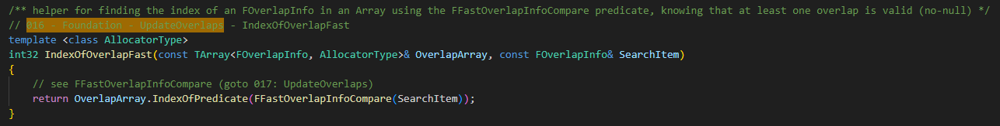 /** helper for finding the index of an FOverlapInfo in an Array using the FFastOverlapInfoCompare predicate, knowing that at least one overlap is valid (no-null) */
// 016 - Foundation - UpdateOverlaps - IndexOfOverlapFast
template <class AllocatorType>
int32 IndexOfOverlapFast(const TArray<FOverlapInfo, AllocatorType>& OverlapArray, const FOverlapInfo& SearchItem)
{
    // see FFastOverlapInfoCompare (goto 017: UpdateOverlaps)
    return OverlapArray.IndexOfPredicate(FFastOverlapInfoCompare(SearchItem));
}